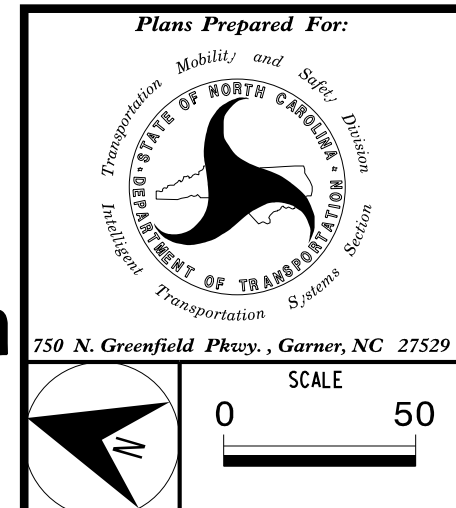 Plans Prepared For:
Transportation Mobility and Safety Division
STATE OF NORTH CAROLINA
DEPARTMENT OF TRANSPORTATION
Intelligent Transportation Systems Section
750 N. Greenfield Pkwy. , Garner, NC 27529
SCALE
0 50
N